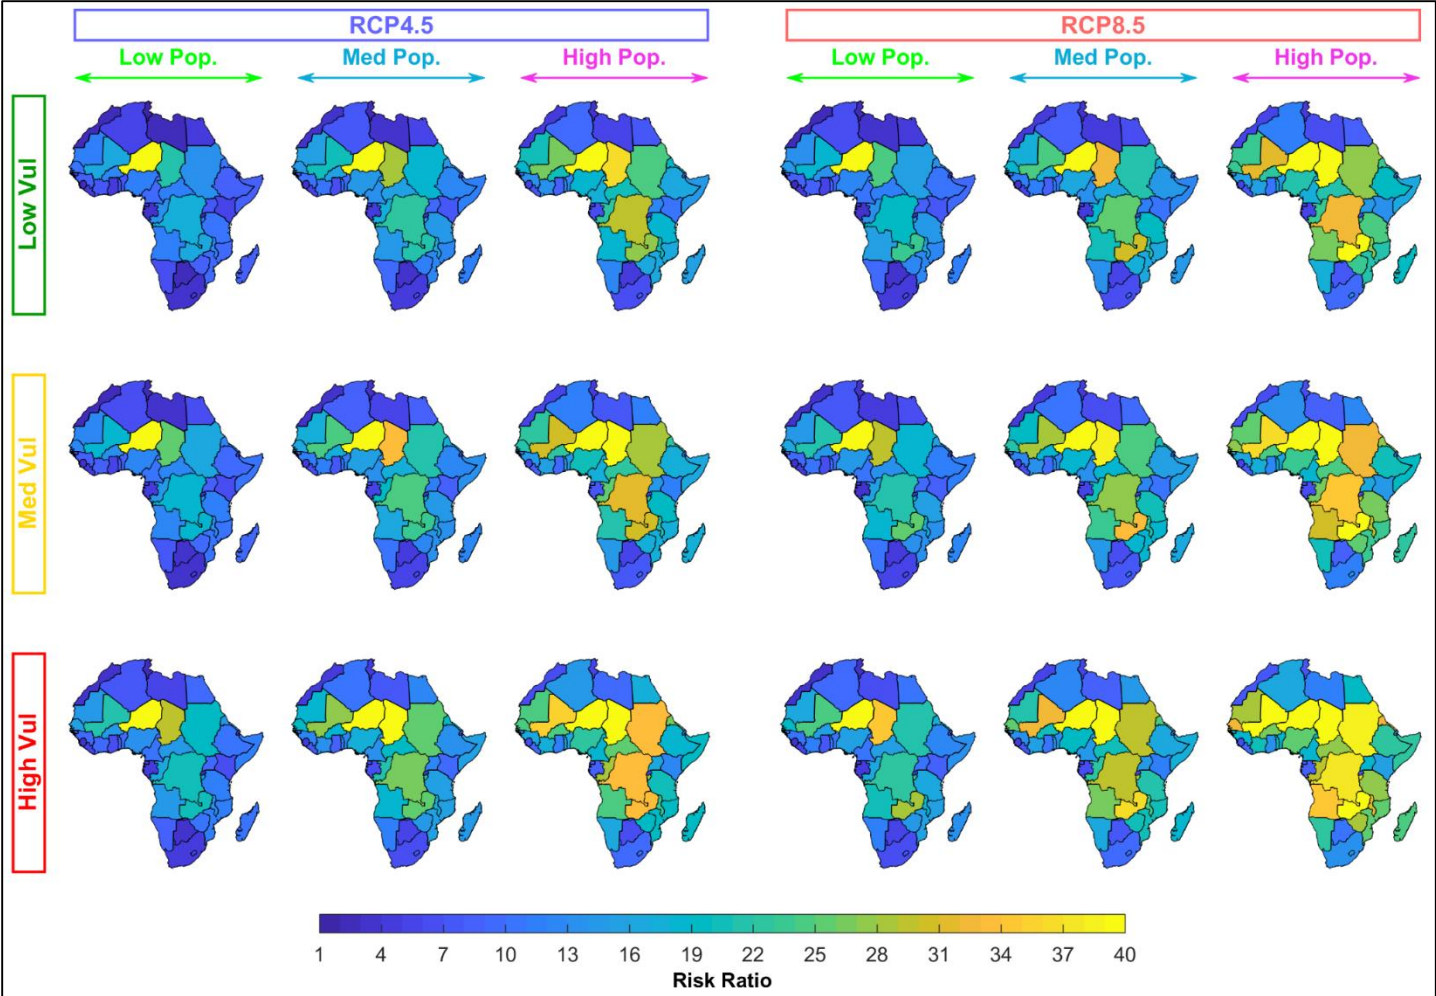 RCP4.5 RCP8.5
Low Pop. Med Pop. High Pop. Low Pop. Med Pop. High Pop.
Low Vul
Med Vul
High Vul
1 4 7 10 13 16 19 22 25 28 31 34 37 40
Risk Ratio